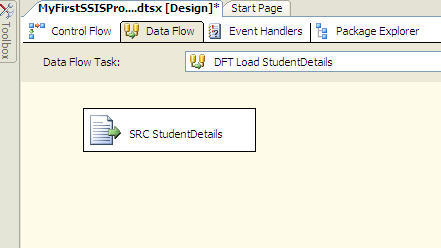 MyFirstSSISPro....dtsx [Design]* Start Page
Control Flow Data Flow Event Handlers Package Explorer
Toolbox
Data Flow Task: DFT Load StudentDetails
SRC StudentDetails